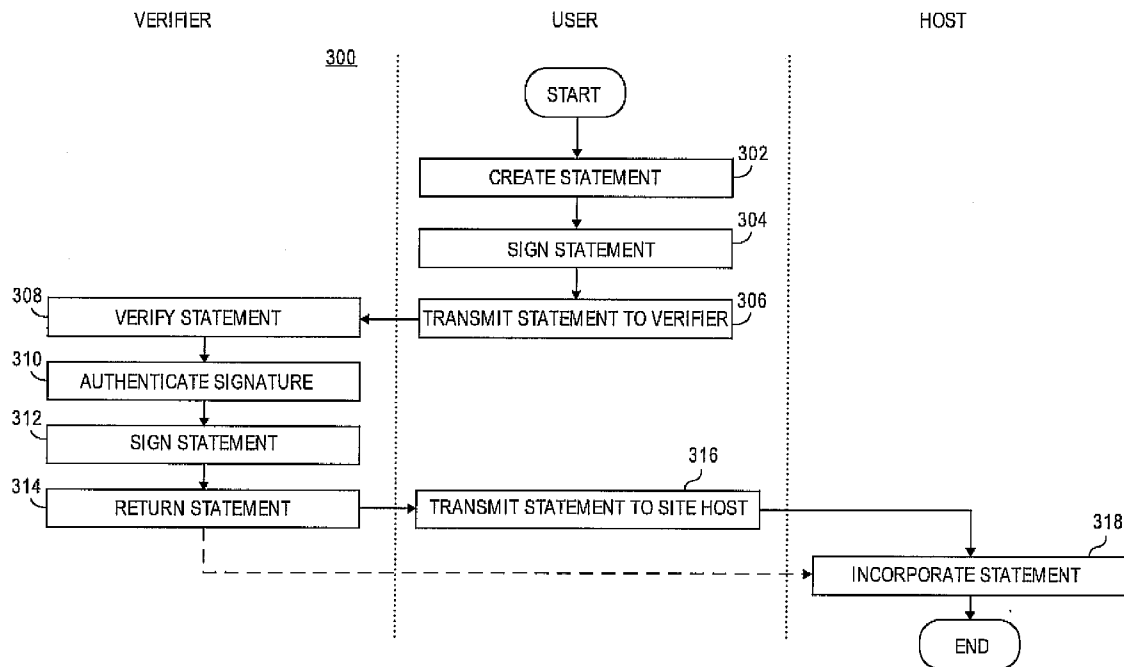 VERIFIER
USER
HOST
300
START
302
CREATE STATEMENT
304
SIGN STATEMENT
306
TRANSMIT STATEMENT TO VERIFIER
308
VERIFY STATEMENT
310
AUTHENTICATE SIGNATURE
312
SIGN STATEMENT
314
RETURN STATEMENT
316
TRANSMIT STATEMENT TO SITE HOST
318
INCORPORATE STATEMENT
END